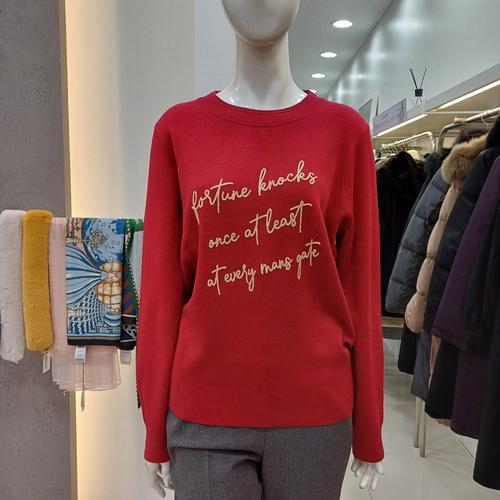 fortune knocks
once at least
at every mans gate